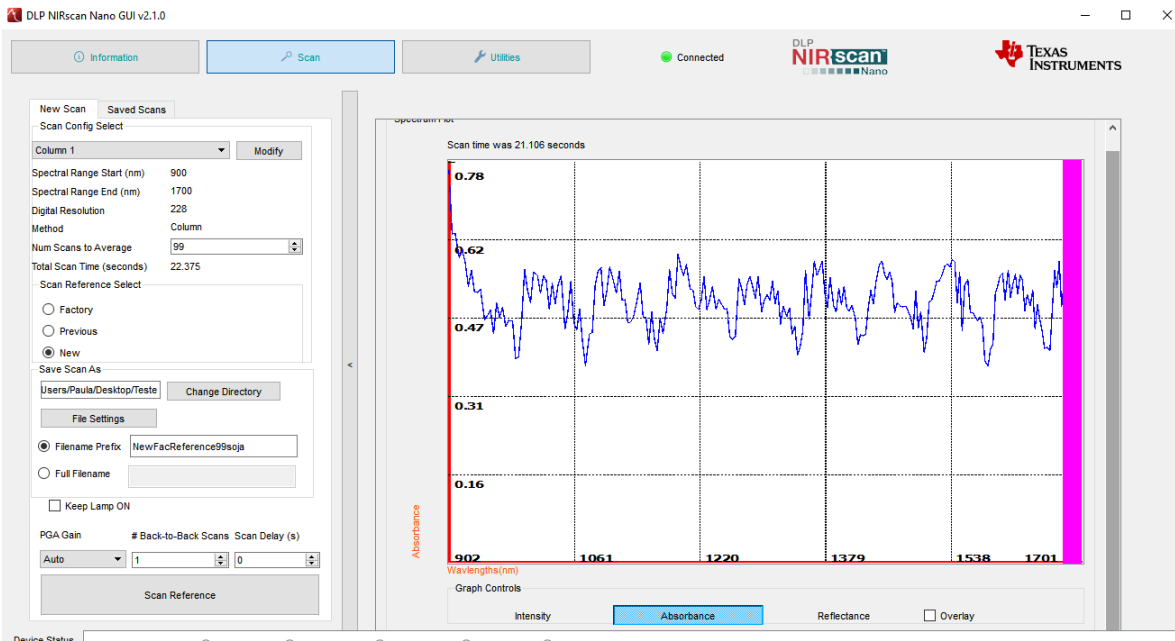 DLP NIRscan Nano GUI v2.1.0
Information
Scan
Utilities
Connected
DLP
NIRscan
Nano
TEXAS
INSTRUMENTS
New Scan
Saved Scans
Scan Config Select
Column 1
Modify
Spectral Range Start (nm) 900
Spectral Range End (nm) 1700
Digital Resolution 228
Method Column
Num Scans to Average 99
Total Scan Time (seconds) 22.375
Scan Reference Select
Factory
Previous
New
Save Scan As
Users/Paula/Desktop/Teste
Change Directory
File Settings
Filename Prefix NewFacReference99soja
Full Filename
Keep Lamp ON
PGA Gain # Back-to-Back Scans Scan Delay (s)
Auto 1 0
Scan Reference
Device Status
<
Spectrum Plot
Scan time was 21.106 seconds
0.78
0.62
0.47
0.31
0.16
902 1061 1220 1379 1538 1701
Absorbance
Wavlengths(nm)
Graph Controls
Intensity
Absorbance
Reflectance
Overlay